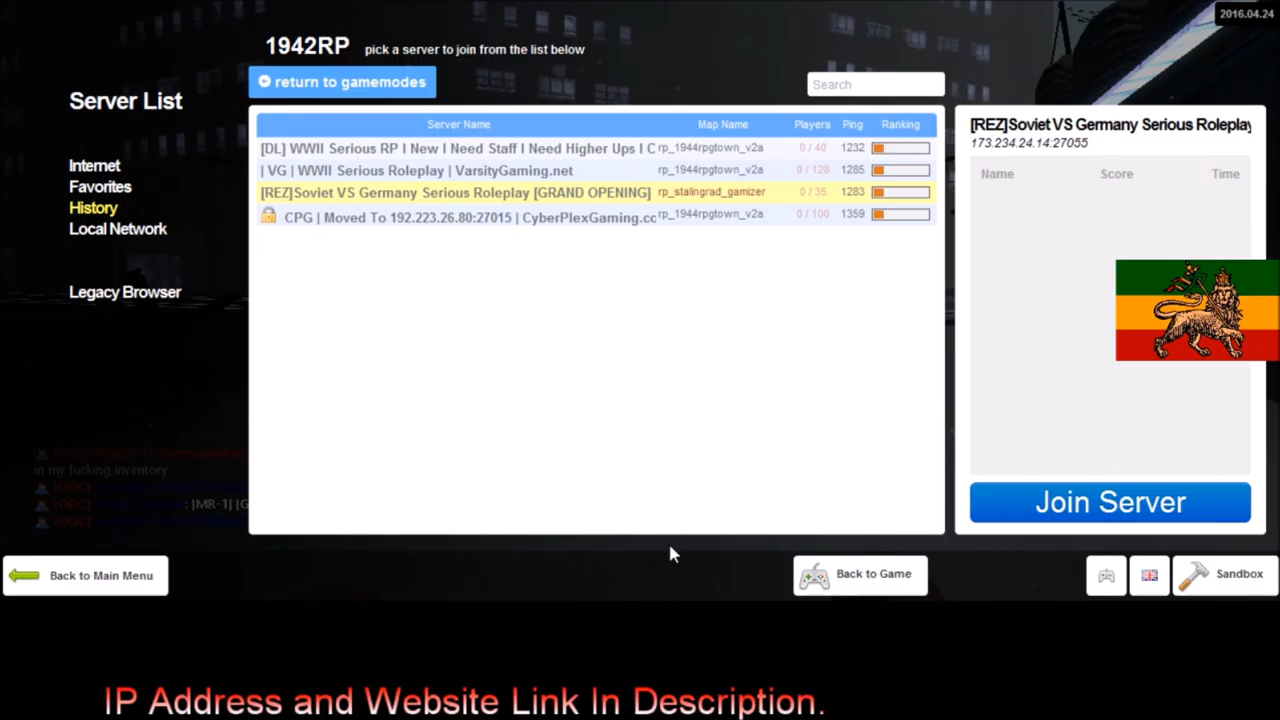 2016.04.24
1942RP pick a server to join from the list below
return to gamemodes
Search
Server List
Internet
Favorites
History
Local Network
Legacy Browser
Server Name Map Name Players Ping Ranking
[DL] WWII Serious RP I New I Need Staff I Need Higher Ups I C rp_1944rpgtown_v2a 0 / 40 1232
| VG | WWII Serious Roleplay | VarsityGaming.net rp_1944rpgtown_v2a 0 / 128 1285
[REZ]Soviet VS Germany Serious Roleplay [GRAND OPENING] rp_stalingrad_gamizer 0 / 35 1283
CPG | Moved To 192.223.26.80:27015 | CyberPlexGaming.cc rp_1944rpgtown_v2a 0 / 100 1359
[REZ]Soviet VS Germany Serious Roleplay
173.234.24.14:27055
Name Score Time
Join Server
in my fucking inventory
[OOC]
[OOC] : |MR-1| |G
[OOC]
Back to Main Menu
Back to Game
Sandbox
IP Address and Website Link In Description.